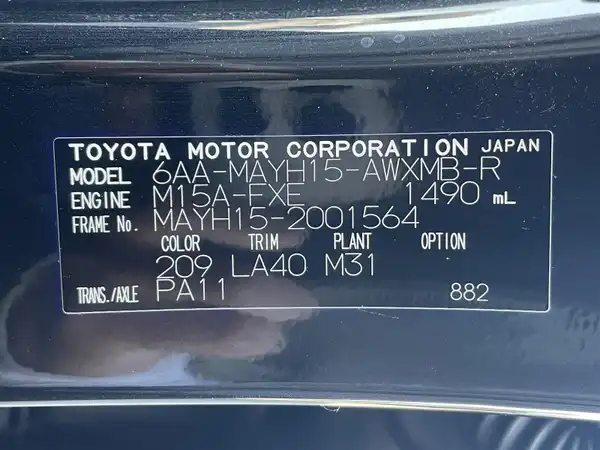 TOYOTA MOTOR CORPORATION JAPAN
MODEL 6AA-MAYH15-AWXMB-R
ENGINE M15A-FXE 1490 mL
FRAME No. MAYH15-2001564
COLOR TRIM PLANT OPTION
209 LA40 M31
TRANS./AXLE PA11 882